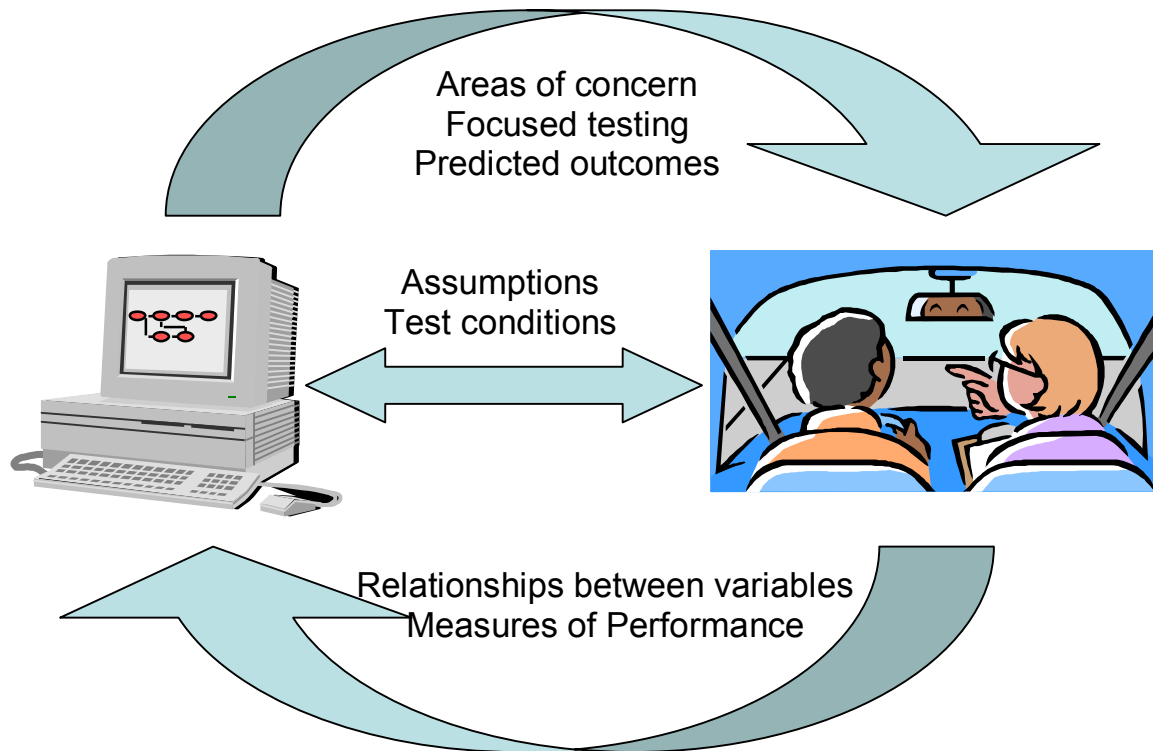 Areas of concern
Focused testing
Predicted outcomes
Assumptions
Test conditions
Relationships between variables
Measures of Performance